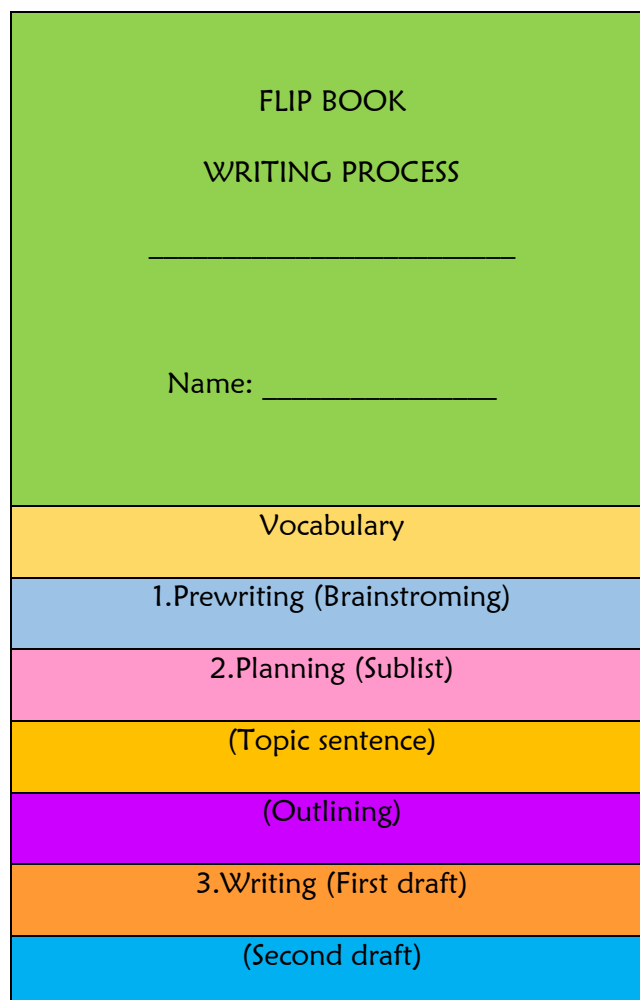 FLIP BOOK
WRITING PROCESS
_________________________
Name: ________________
Vocabulary
1.Prewriting (Brainstroming)
2.Planning (Sublist)
(Topic sentence)
(Outlining)
3.Writing (First draft)
(Second draft)